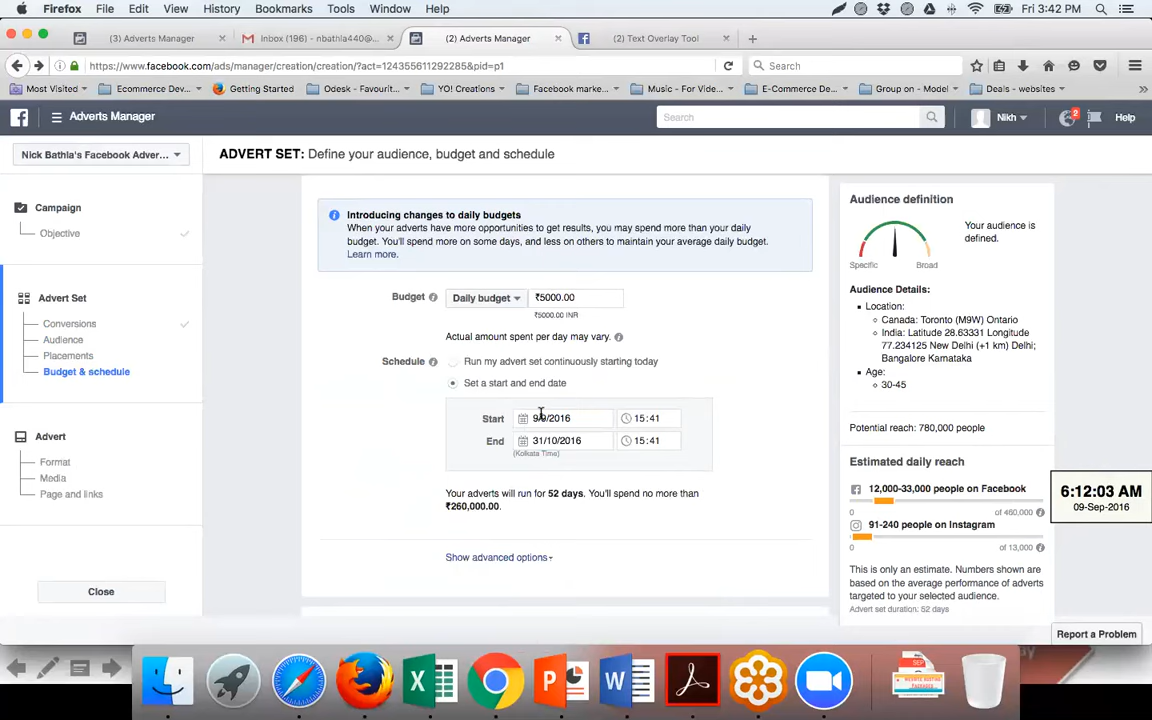 Firefox File Edit View History Bookmarks Tools Window Help Fri 3:42 PM
(3) Adverts Manager Inbox (196) - nbathla440@... (2) Adverts Manager (2) Text Overlay Tool
https://www.facebook.com/ads/manager/creation/creation/?act=124355611292285&pid=p1 Search
Most Visited Ecommerce Dev... Getting Started Odesk - Favourit... YO! Creations Facebook marke... Music - For Vide... E-Commerce De... Group on - Model Deals - websites
Adverts Manager Search Nikh 2 Help
Nick Bathla's Facebook Adver... ADVERT SET: Define your audience, budget and schedule
Campaign
Objective
Advert Set
Conversions
Audience
Placements
Budget & schedule
Advert
Format
Media
Page and links
Close
Introducing changes to daily budgets
When your adverts have more opportunities to get results, you may spend more than your daily
budget. You'll spend more on some days, and less on others to maintain your average daily budget.
Learn more.
Budget Daily budget ₹5000.00
₹5000.00 INR
Actual amount spent per day may vary.
Schedule Run my advert set continuously starting today
Set a start and end date
Start 9/9/2016 15:41
End 31/10/2016 15:41
(Kolkata Time)
Your adverts will run for 52 days. You'll spend no more than
₹260,000.00.
Show advanced options
Audience definition
Your audience is
defined.
Specific Broad
Audience Details:
Location:
Canada: Toronto (M9W) Ontario
India: Latitude 28.63331 Longitude
77.234125 New Delhi (+1 km) Delhi;
Bangalore Karnataka
Age:
30-45
Potential reach: 780,000 people
Estimated daily reach
12,000-33,000 people on Facebook
0 of 460,000
91-240 people on Instagram
0 of 13,000
This is only an estimate. Numbers shown are
based on the average performance of adverts
targeted to your selected audience.
Advert set duration: 52 days
6:12:03 AM
09-Sep-2016
Report a Problem